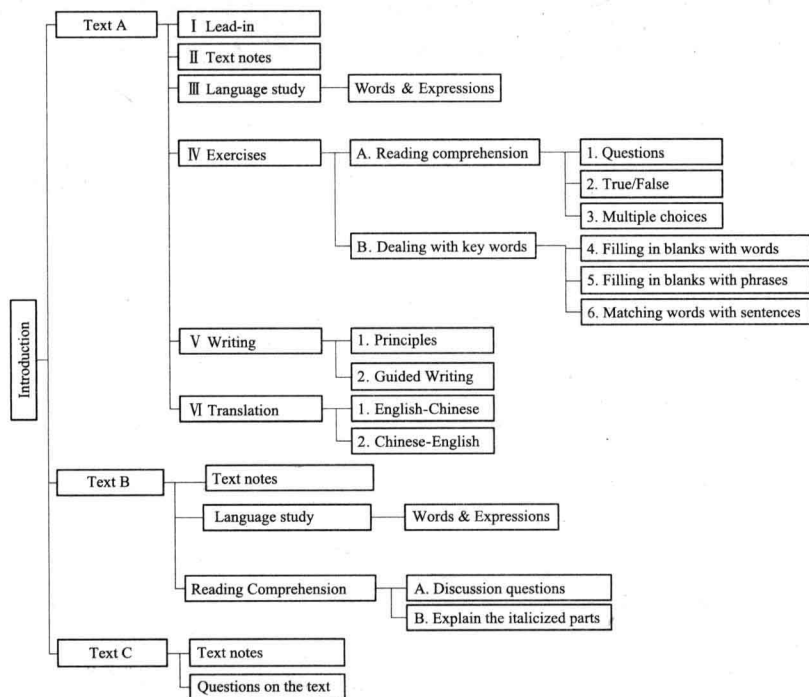 Introduction
Text A
Ⅰ Lead-in
Ⅱ Text notes
Ⅲ Language study
Words & Expressions
Ⅳ Exercises
A. Reading comprehension
1. Questions
2. True/False
3. Multiple choices
B. Dealing with key words
4. Filling in blanks with words
5. Filling in blanks with phrases
6. Matching words with sentences
Ⅴ Writing
1. Principles
2. Guided Writing
Ⅵ Translation
1. English-Chinese
2. Chinese-English
Text B
Text notes
Language study
Words & Expressions
Reading Comprehension
A. Discussion questions
B. Explain the italicized parts
Text C
Text notes
Questions on the text